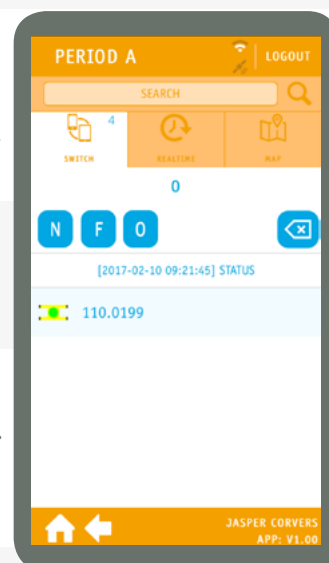 PERIOD A
LOGOUT
SEARCH
4
SWITCH
REALTIME
MAP
0
N F O
[2017-02-10 09:21:45] STATUS
110.0199
JASPER CORVERS
APP: V1.00